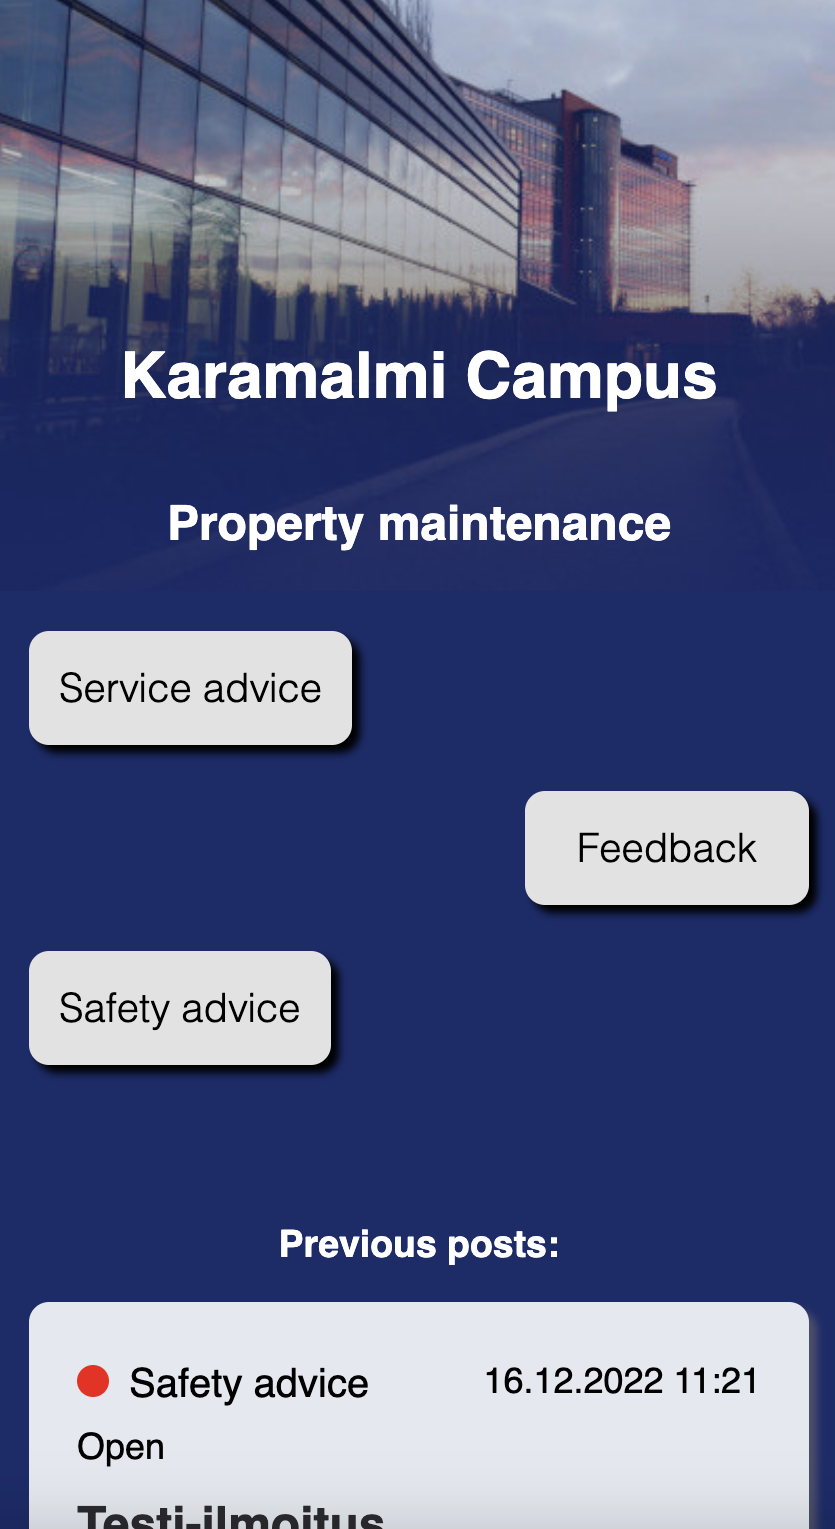 Karamalmi Campus
Property maintenance
Service advice
Feedback
Safety advice
Previous posts:
Safety advice 16.12.2022 11:21
Open
Testi-ilmoitus